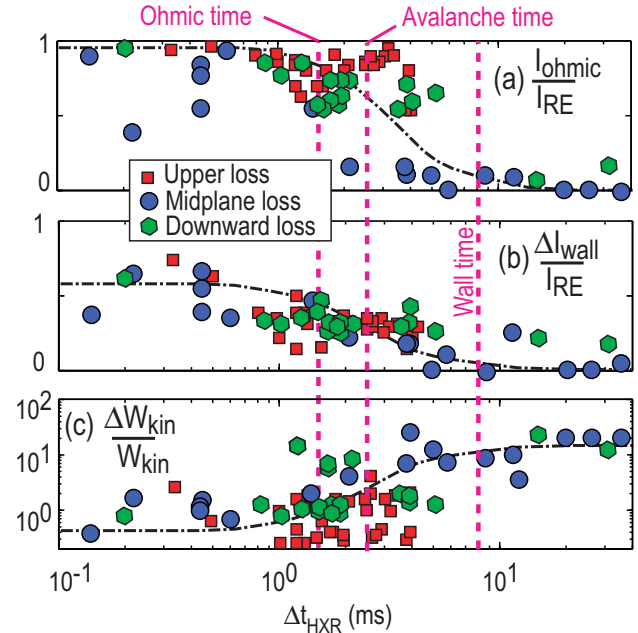 Ohmic time
Avalanche time
1
(a) I_ohmic / I_RE
0
Upper loss
Midplane loss
Downward loss
1
Wall time
(b) ΔI_wall / I_RE
0
10^2
(c) ΔW_kin / W_kin
10^1
10^0
10^-1
10^0
10^1
Δt_HXR (ms)